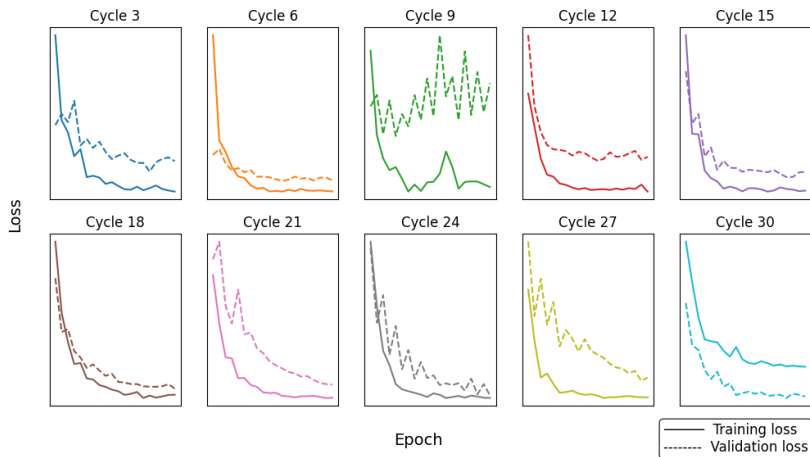 Cycle 3
Cycle 6
Cycle 9
Cycle 12
Cycle 15
Cycle 18
Cycle 21
Cycle 24
Cycle 27
Cycle 30
Loss
Epoch
Training loss
Validation loss